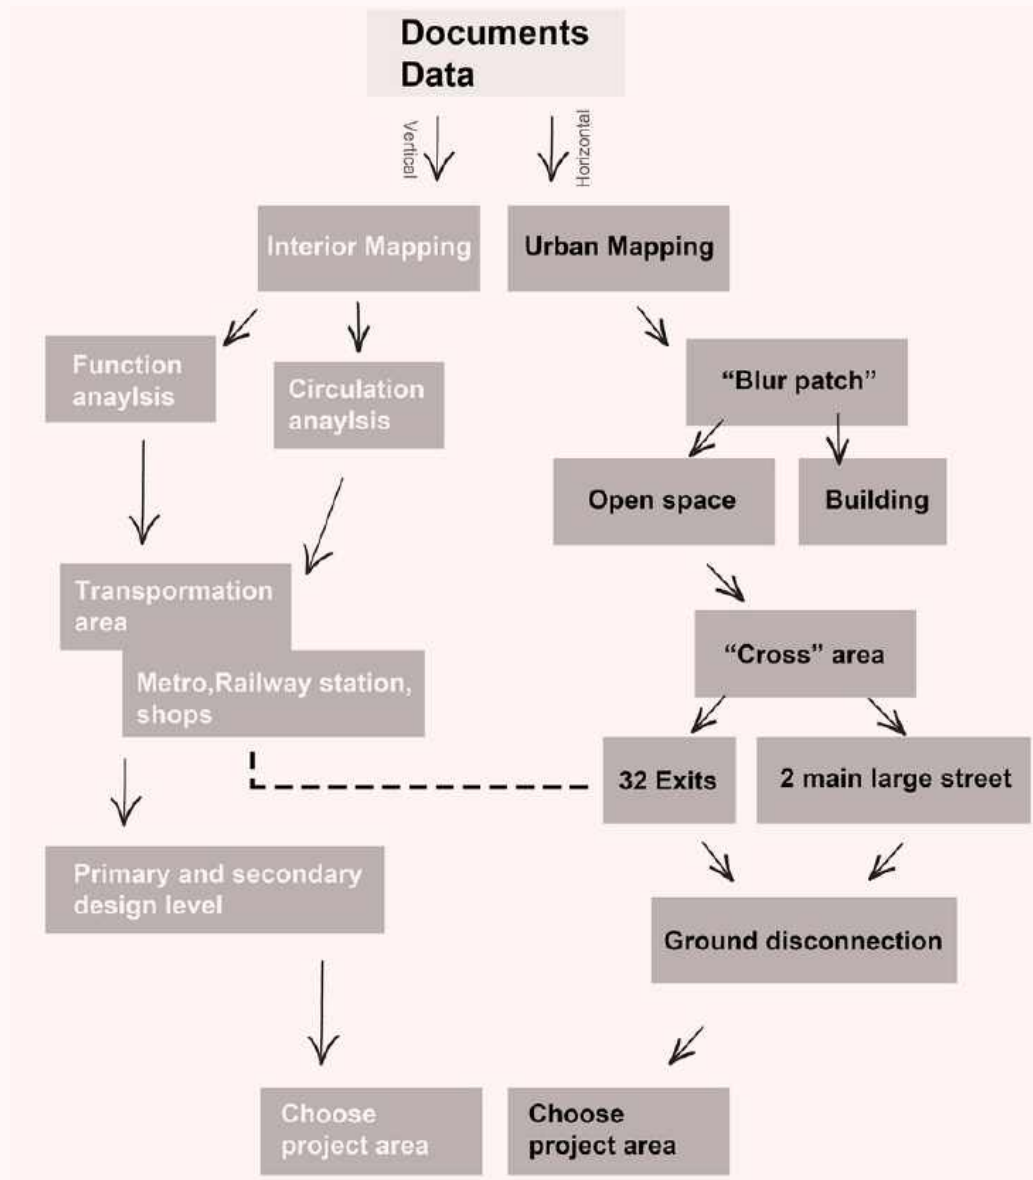 Documents
Data
Vertical
Horizontal
Interior Mapping
Urban Mapping
Function
anaylsis
Circulation
anaylsis
“Blur patch”
Open space
Building
Transpormation
area
Metro,Railway station,
shops
“Cross” area
32 Exits
2 main large street
Primary and secondary
design level
Ground disconnection
Choose
project area
Choose
project area